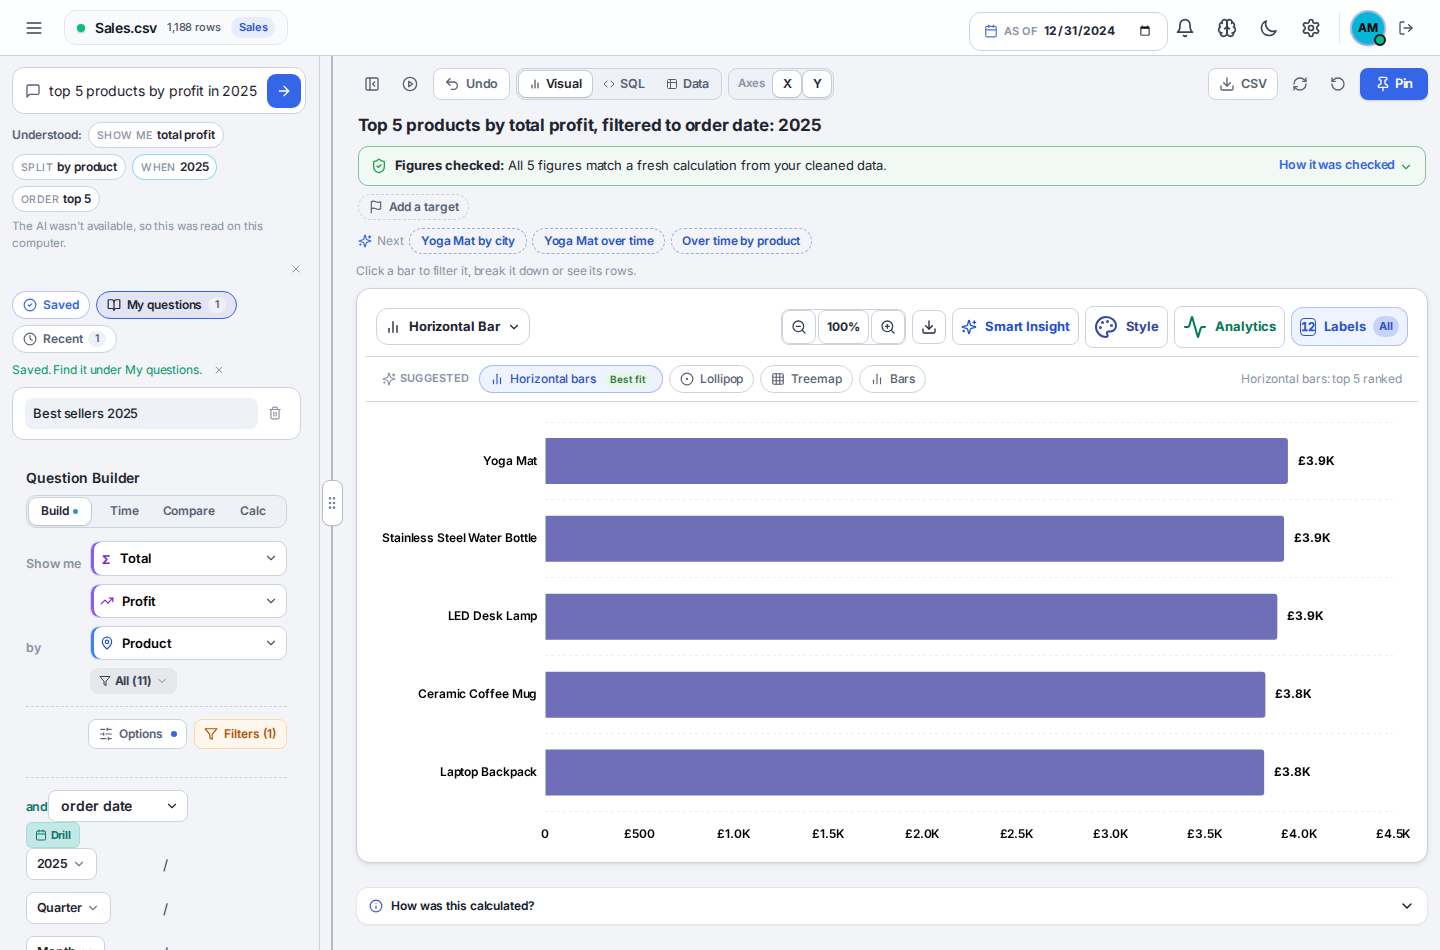 Sales.csv 1,188 rows Sales
AS OF 12/31/2024
AM
top 5 products by profit in 2025
Understood: SHOW ME total profit
SPLIT by product WHEN 2025
ORDER top 5
The AI wasn't available, so this was read on this
computer.
Saved My questions 1
Recent 1
Saved. Find it under My questions.
Best sellers 2025
Question Builder
Build Time Compare Calc
Show me Σ Total
Profit
by Product
All (11)
Options Filters (1)
and order date
Drill
2025 /
Quarter /
Undo Visual SQL Data Axes X Y CSV Pin
Top 5 products by total profit, filtered to order date: 2025
Figures checked: All 5 figures match a fresh calculation from your cleaned data. How it was checked
Add a target
Next Yoga Mat by city Yoga Mat over time Over time by product
Click a bar to filter it, break it down or see its rows.
Horizontal Bar 100% Smart Insight Style Analytics 12 Labels All
SUGGESTED Horizontal bars Best fit Lollipop Treemap Bars Horizontal bars: top 5 ranked
Yoga Mat £3.9K
Stainless Steel Water Bottle £3.9K
LED Desk Lamp £3.9K
Ceramic Coffee Mug £3.8K
Laptop Backpack £3.8K
0 £500 £1.0K £1.5K £2.0K £2.5K £3.0K £3.5K £4.0K £4.5K
How was this calculated?